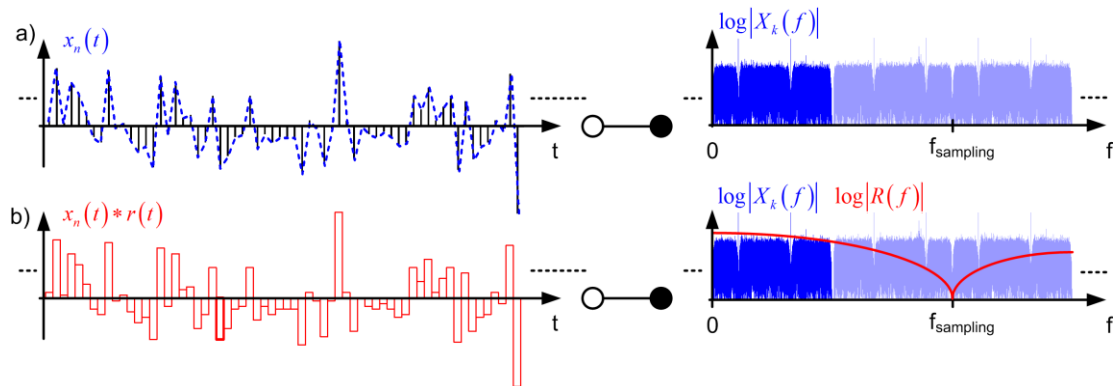 a)
x_n(t)
t
log|X_k(f)|
0
f_sampling
f
b)
x_n(t) * r(t)
t
log|X_k(f)| log|R(f)|
0
f_sampling
f